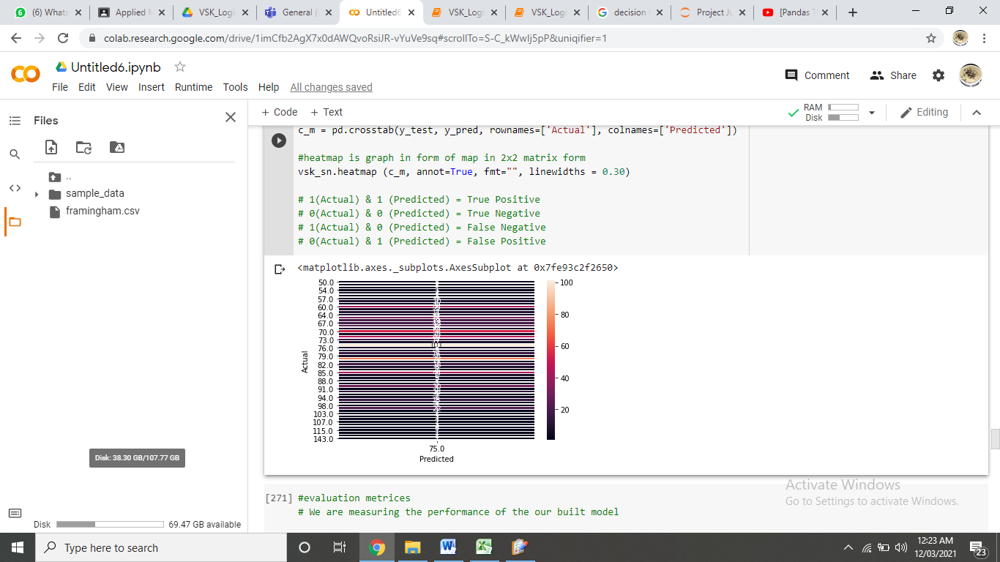 (6) Whats
Applied M
VSK_Logi
General (
Untitled6
VSK_Logi
VSK_Logi
decision
Project Ju
[Pandas T
colab.research.google.com/drive/1imCfb2AgX7x0dAWQvoRsiJR-vYuVe9sq#scrollTo=S-C_kWwIj5pP&uniqifier=1
CO
Untitled6.ipynb
File Edit View Insert Runtime Tools Help All changes saved
Comment
Share
Files
+ Code + Text
RAM
Disk
Editing
..
sample_data
framingham.csv
Disk: 38.30 GB/107.77 GB
Disk 69.47 GB available
c_m = pd.crosstab(y_test, y_pred, rownames=['Actual'], colnames=['Predicted'])
#heatmap is graph in form of map in 2x2 matrix form
vsk_sn.heatmap (c_m, annot=True, fmt="", linewidths = 0.30)
# 1(Actual) & 1 (Predicted) = True Positive
# 0(Actual) & 0 (Predicted) = True Negative
# 1(Actual) & 0 (Predicted) = False Negative
# 0(Actual) & 1 (Predicted) = False Positive
<matplotlib.axes._subplots.AxesSubplot at 0x7fe93c2f2650>
50.0
54.0
57.0
60.0
64.0
67.0
70.0
73.0
76.0
79.0
82.0
85.0
88.0
91.0
94.0
98.0
103.0
107.0
115.0
143.0
Actual
75.0
Predicted
100
80
60
40
20
[271] #evaluation metrices
# We are measuring the performance of the our built model
Activate Windows
Go to Settings to activate Windows.
Type here to search
12:23 AM
12/03/2021
23